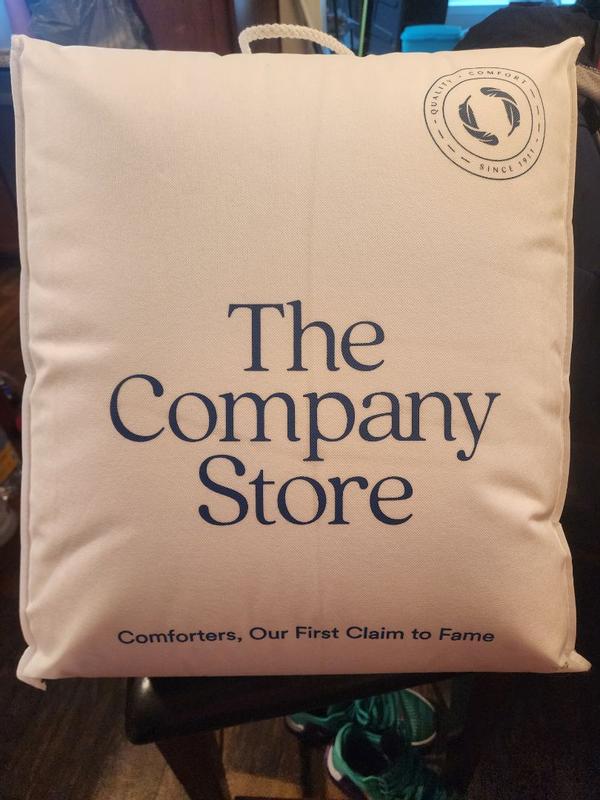 QUALITY - COMFORT
SINCE 1911
The
Company
Store
Comforters, Our First Claim to Fame